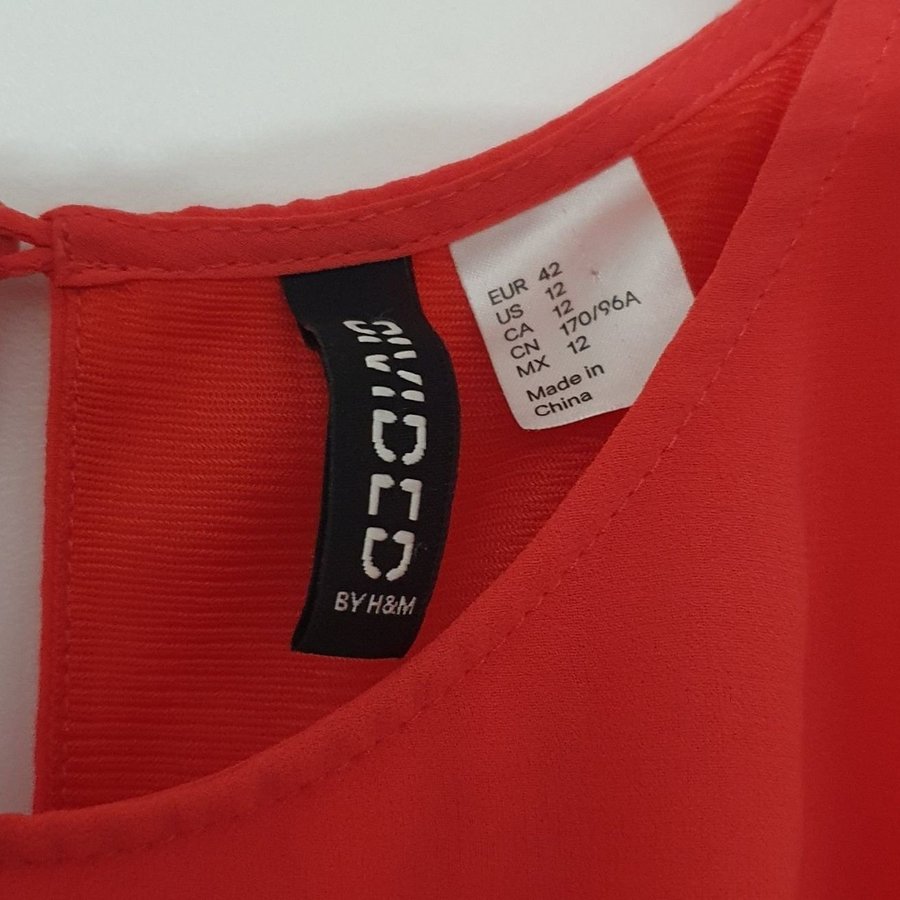 DIVIDED
BY H&M
EUR 42
US 12
CA 12
CN 170/96A
MX 12
Made in
China